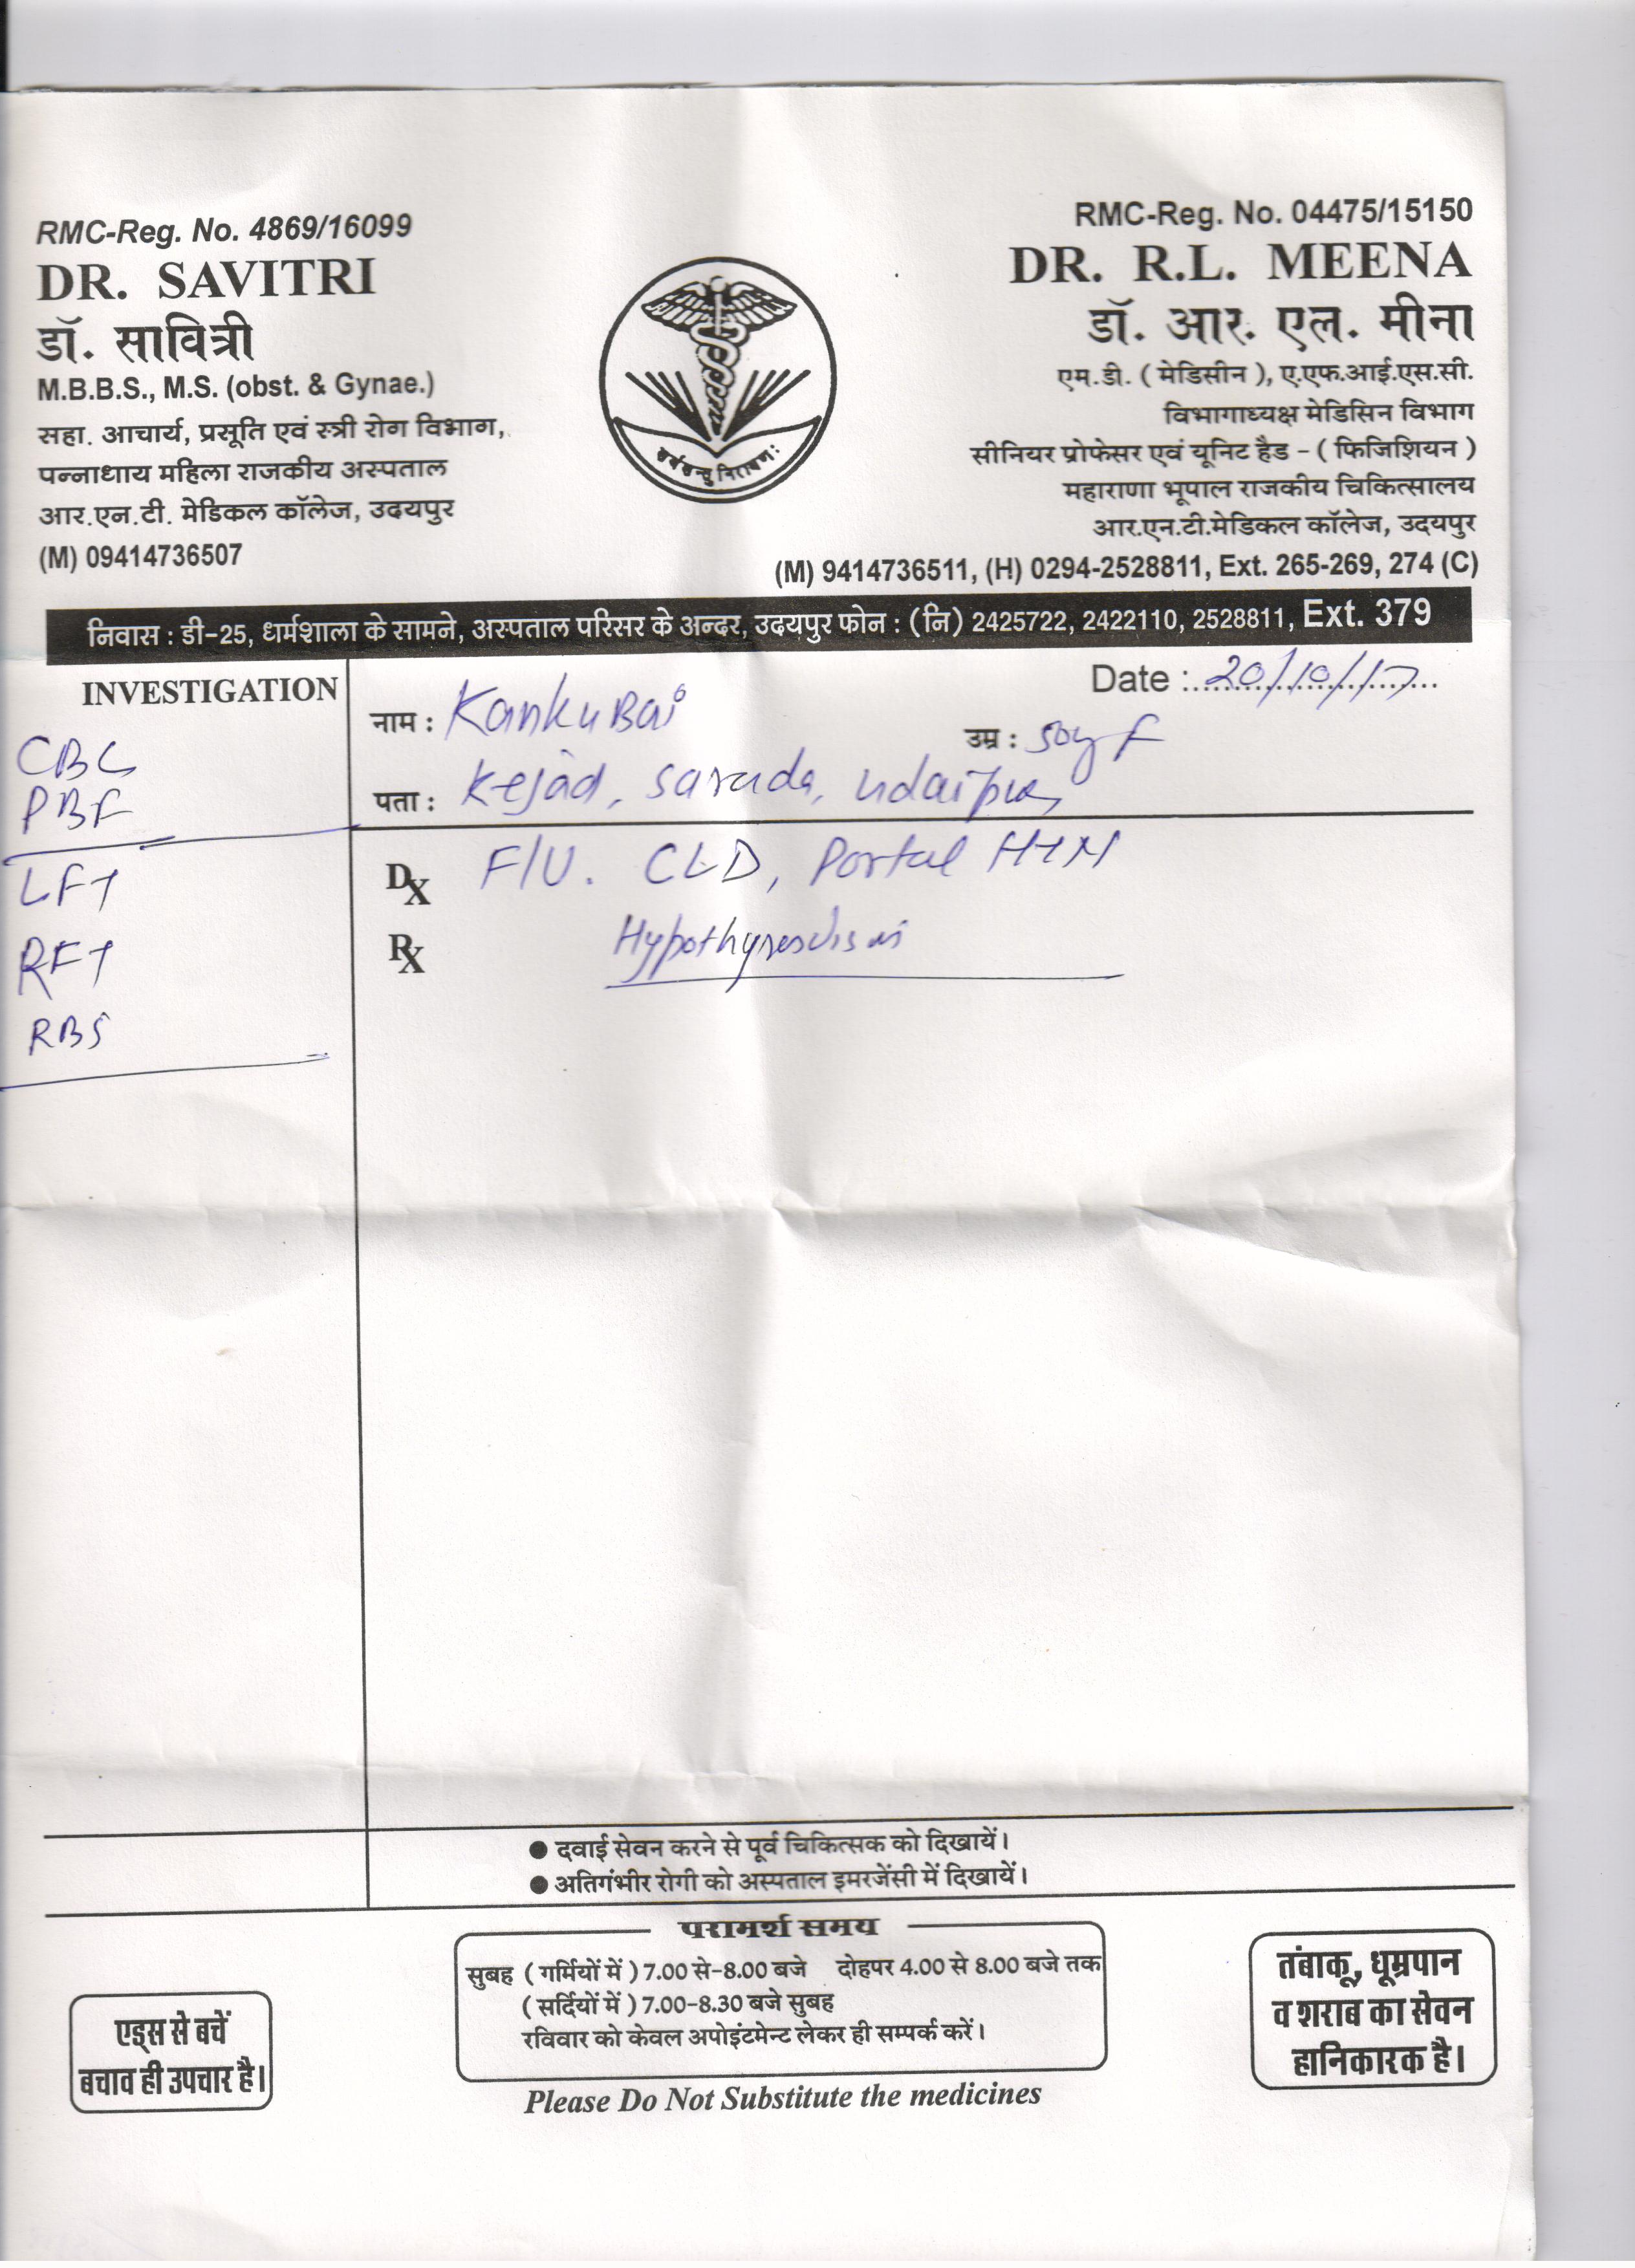 RMC-Reg. No. 4869/16099
DR. SAVITRI
डॉ. सावित्री
M.B.B.S., M.S. (obst. & Gynae.)
सहा. आचार्य, प्रसूति एवं स्त्री रोग विभाग,
पन्नाधाय महिला राजकीय अस्पताल
आर.एन.टी. मेडिकल कॉलेज, उदयपुर
(M) 09414736507
RMC-Reg. No. 04475/15150
DR. R.L. MEENA
डॉ. आर. एल. मीना
एम.डी. ( मेडिसीन ), ए.एफ.आई.एस.सी.
विभागाध्यक्ष मेडिसिन विभाग
सीनियर प्रोफेसर एवं यूनिट हैड - ( फिजिशियन )
महाराणा भूपाल राजकीय चिकित्सालय
आर.एन.टी.मेडिकल कॉलेज, उदयपुर
(M) 9414736511, (H) 0294-2528811, Ext. 265-269, 274 (C)
निवास : डी-25, धर्मशाला के सामने, अस्पताल परिसर के अन्दर, उदयपुर फोन : (नि) 2425722, 2422110, 2528811, Ext. 379
INVESTIGATION
CBC
PBF
LFT
RFT
RBS
Date : 20/10/17
नाम : Kanku Bai
उम्र : 50y F
पता : Kejad, Sarada, Udaipur
Dx F/U. CLD, Portal HTN
Rx Hypothyroidism
● दवाई सेवन करने से पूर्व चिकित्सक को दिखायें।
● अतिगंभीर रोगी को अस्पताल इमरजेंसी में दिखायें।
परामर्श समय
सुबह ( गर्मियों में ) 7.00 से-8.00 बजे दोहपर 4.00 से 8.00 बजे तक
( सर्दियों में ) 7.00-8.30 बजे सुबह
रविवार को केवल अपोइंटमेन्ट लेकर ही सम्पर्क करें।
एड्स से बचें
बचाव ही उपचार है।
तंबाकू, धूम्रपान
व शराब का सेवन
हानिकारक है।
Please Do Not Substitute the medicines